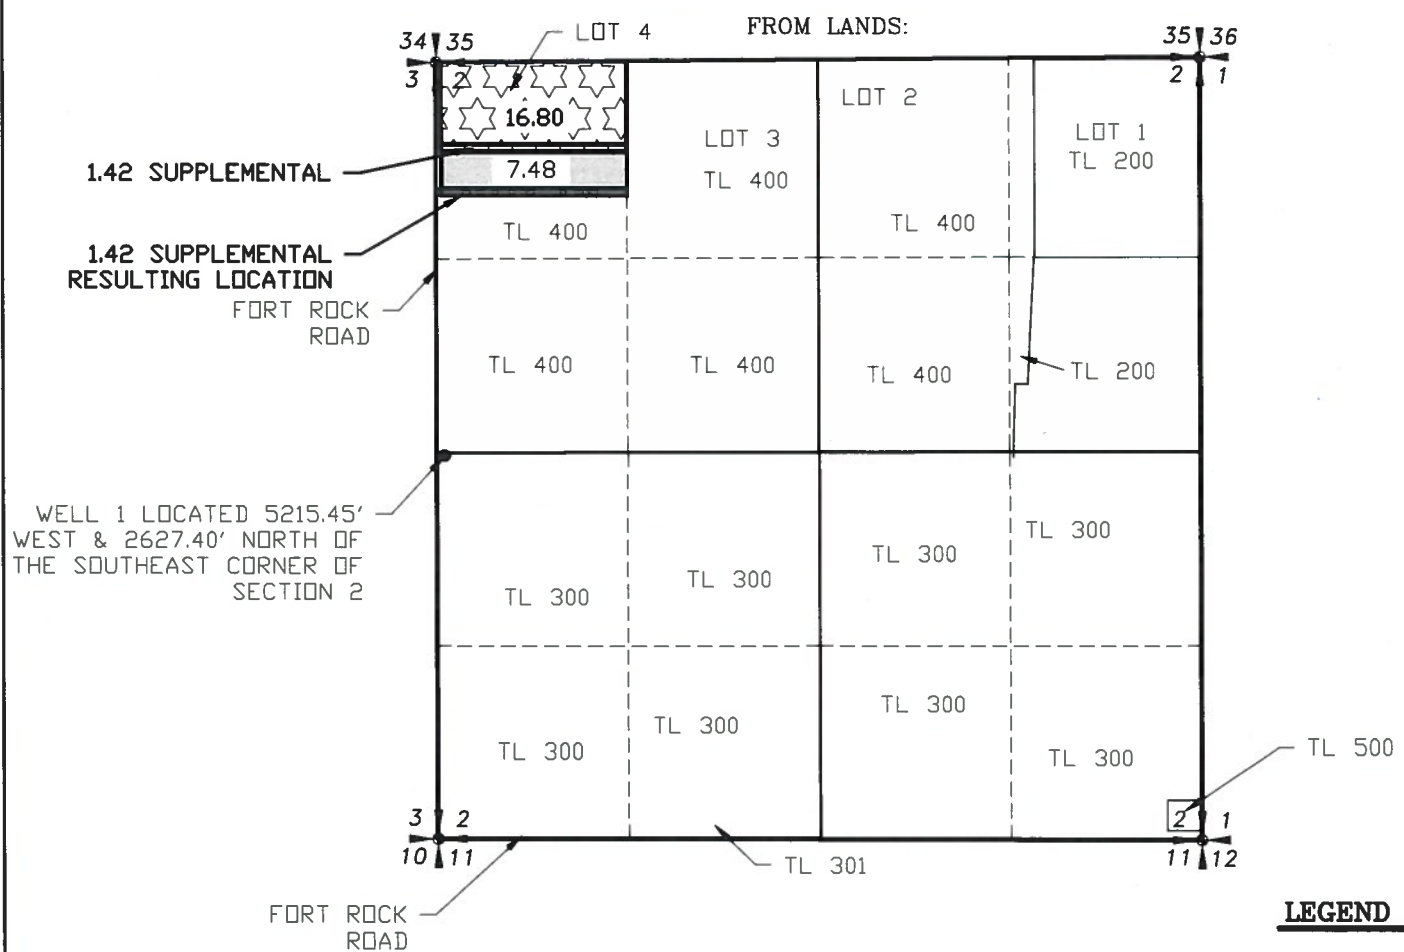 FROM LANDS:
LOT 4
34 35
3 2
35 36
2 1
16.80
1.42 SUPPLEMENTAL
7.48
LOT 3
TL 400
LOT 2
LOT 1
TL 200
TL 400
TL 400
1.42 SUPPLEMENTAL
RESULTING LOCATION
FORT ROCK
ROAD
TL 400
TL 400
TL 400
TL 200
WELL 1 LOCATED 5215.45'
WEST & 2627.40' NORTH OF
THE SOUTHEAST CORNER OF
SECTION 2
TL 300
TL 300
TL 300
TL 300
TL 300
TL 300
TL 300
TL 300
TL 500
3 2
10 11
2 1
11 12
TL 301
FORT ROCK
ROAD
LEGEND